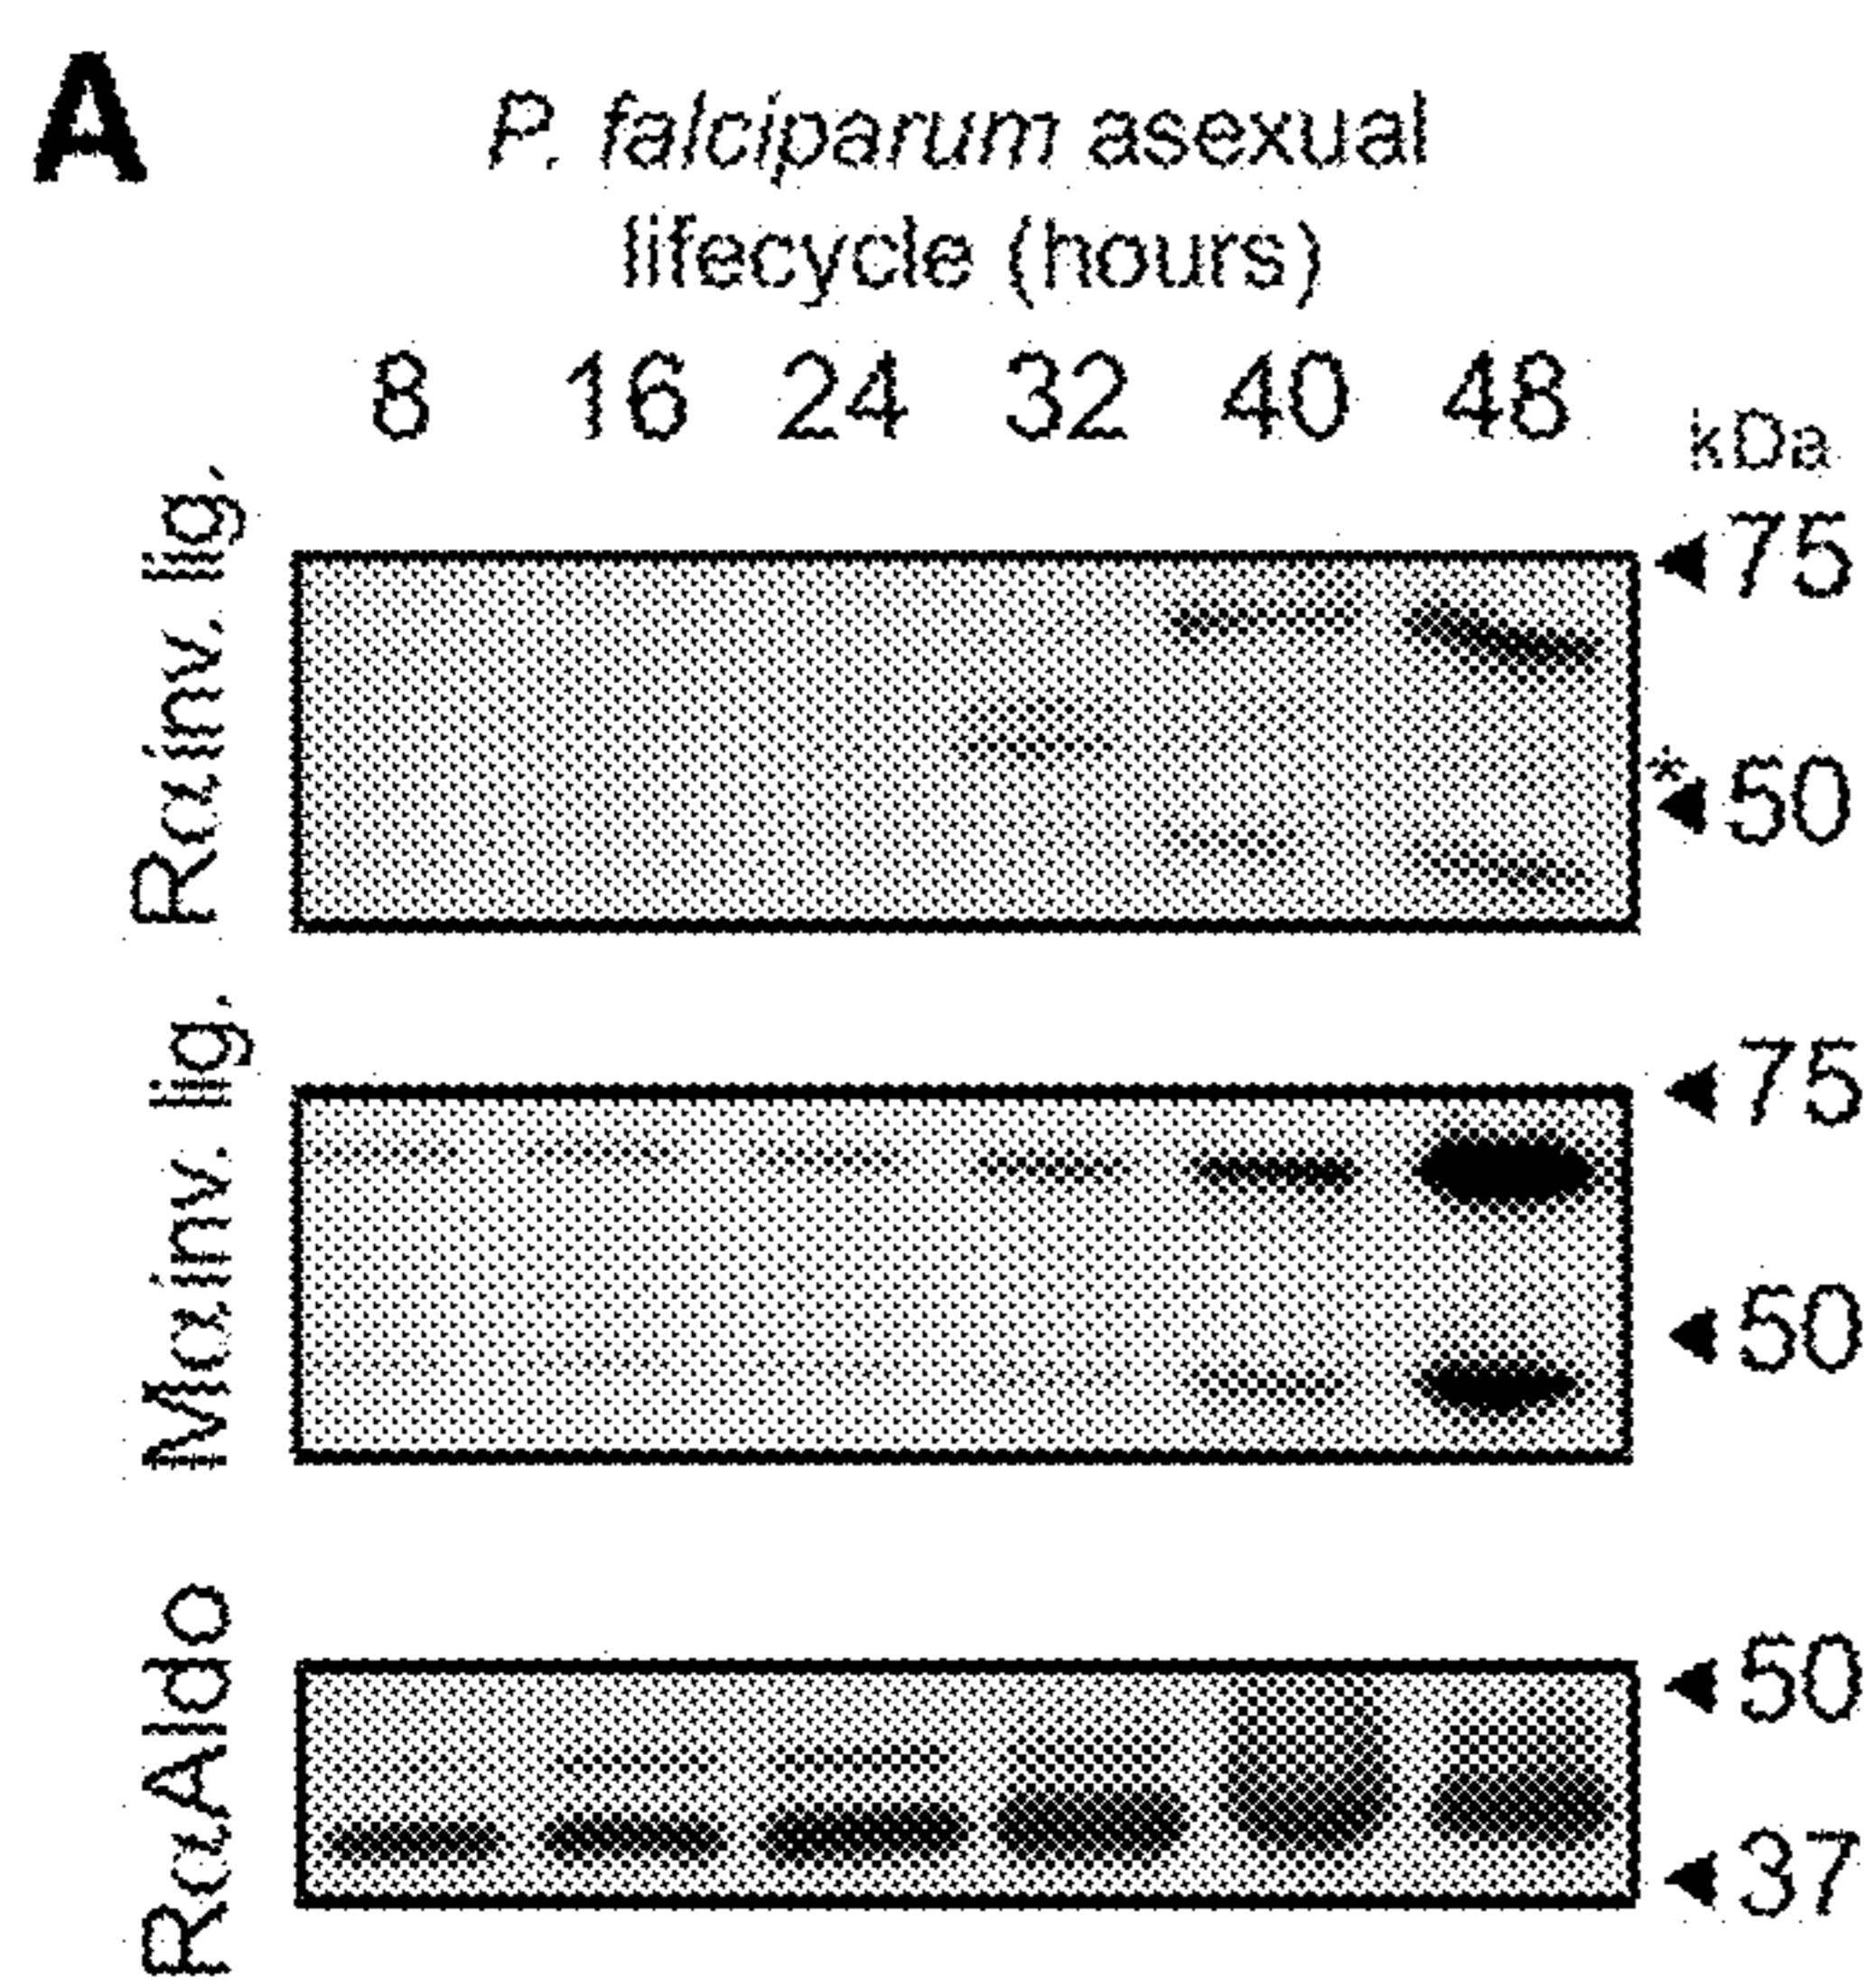 A
P. falciparum asexual
lifecycle (hours)
8 16 24 32 40 48
kDa
Rαinv. lig.
75
*
50
Mαinv. lig.
75
50
RαAldo
50
37